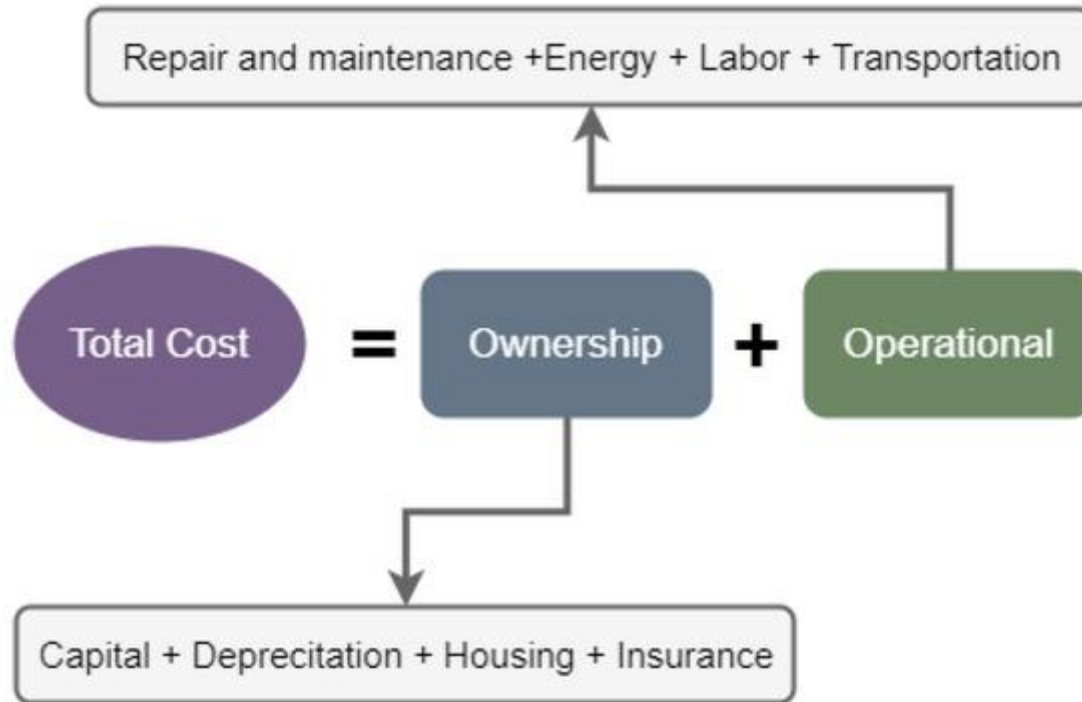 Repair and maintenance +Energy + Labor + Transportation
Total Cost = Ownership + Operational
Capital + Deprecitation + Housing + Insurance